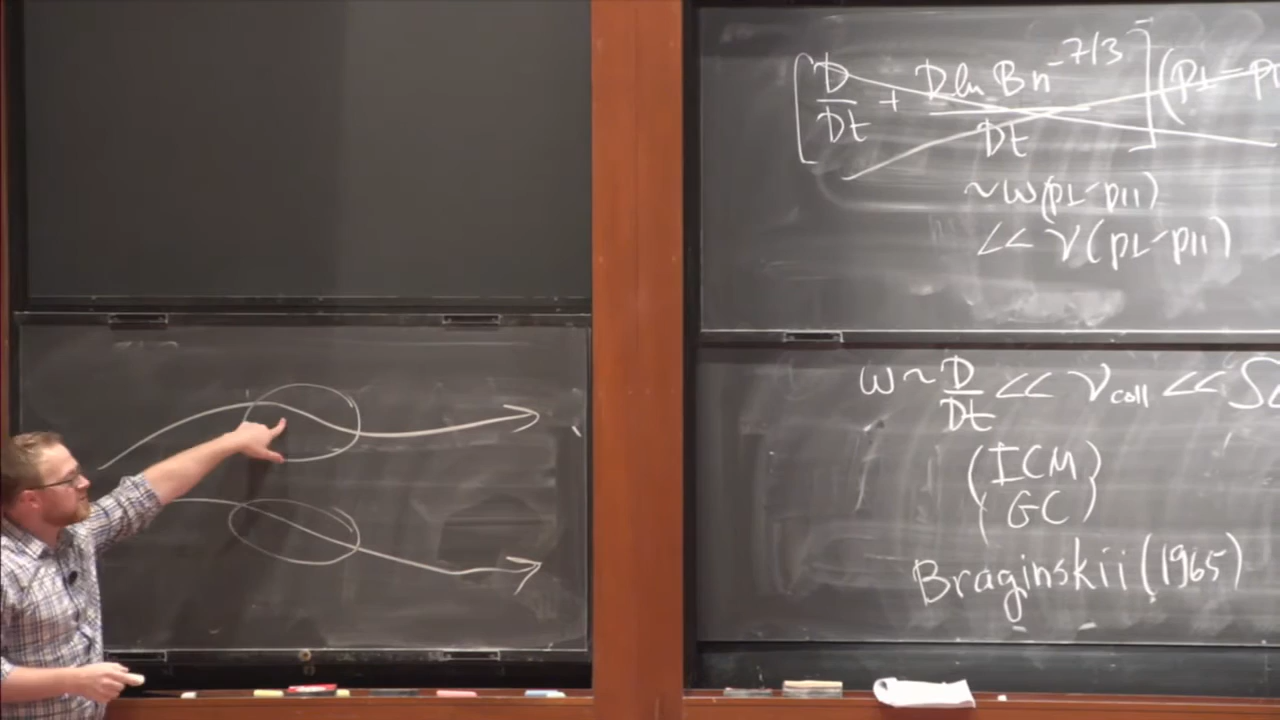 [D/Dt + D ln Bn^-7/3/Dt] (p⊥ - p
~ ω(p⊥-p||)
<< ν(p⊥-p||)
ω ~ D/Dt << ν_coll << Ω
(ICM
GC)
Braginskii (1965)